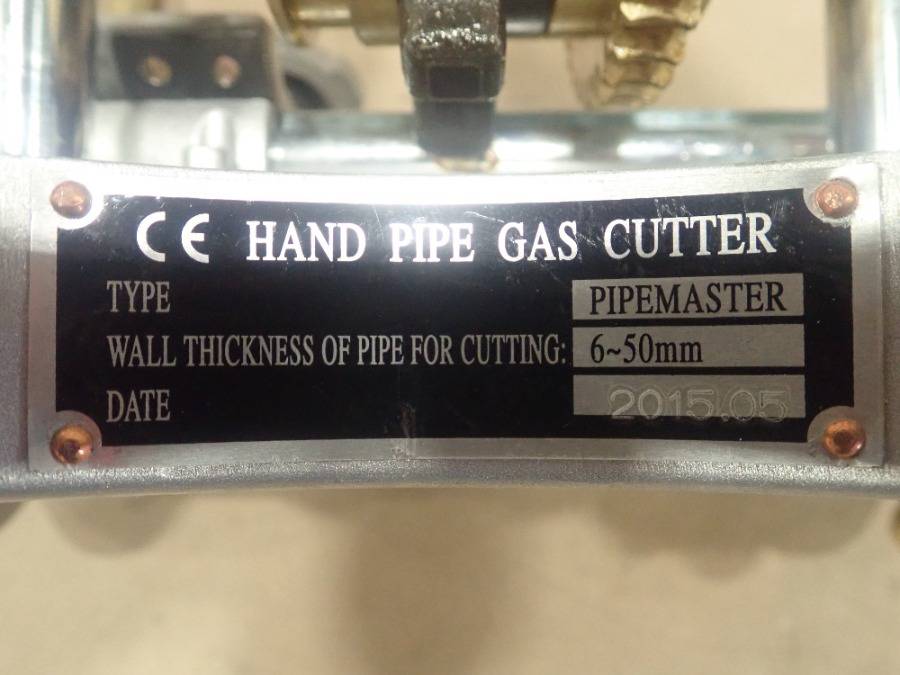 CE HAND PIPE GAS CUTTER
TYPE PIPEMASTER
WALL THICKNESS OF PIPE FOR CUTTING: 6~50mm
DATE 2015.05